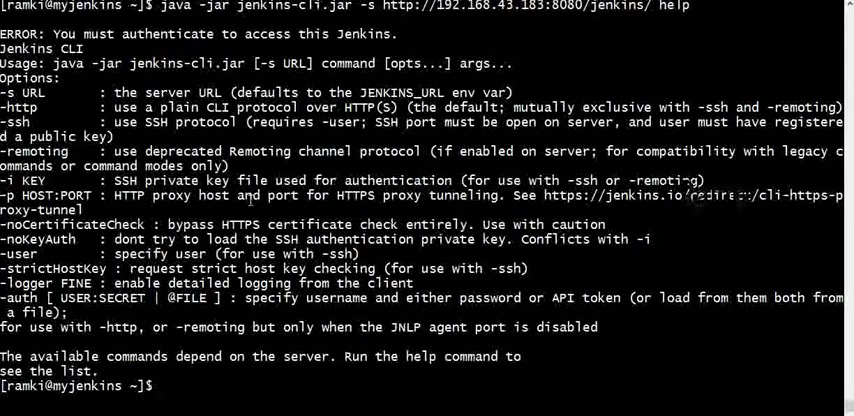 [ramki@myjenkins ~]$ java -jar jenkins-cli.jar -s http://192.168.43.183:8080/jenkins/ help
ERROR: You must authenticate to access this Jenkins.
Jenkins CLI
Usage: java -jar jenkins-cli.jar [-s URL] command [opts...] args...
Options:
-s URL : the server URL (defaults to the JENKINS_URL env var)
-http : use a plain CLI protocol over HTTP(S) (the default; mutually exclusive with -ssh and -remoting)
-ssh : use SSH protocol (requires -user; SSH port must be open on server, and user must have registere
d a public key)
-remoting : use deprecated Remoting channel protocol (if enabled on server; for compatibility with legacy c
ommands or command modes only)
-i KEY : SSH private key file used for authentication (for use with -ssh or -remoting)
-p HOST:PORT : HTTP proxy host and port for HTTPS proxy tunneling. See https://jenkins.io/redirect/cli-https-p
roxy-tunnel
-noCertificateCheck : bypass HTTPS certificate check entirely. Use with caution
-noKeyAuth : dont try to load the SSH authentication private key. Conflicts with -i
-user : specify user (for use with -ssh)
-strictHostKey : request strict host key checking (for use with -ssh)
-logger FINE : enable detailed logging from the client
-auth [ USER:SECRET | @FILE ] : specify username and either password or API token (or load from them both from
a file);
for use with -http, or -remoting but only when the JNLP agent port is disabled
The available commands depend on the server. Run the help command to
see the list.
[ramki@myjenkins ~]$